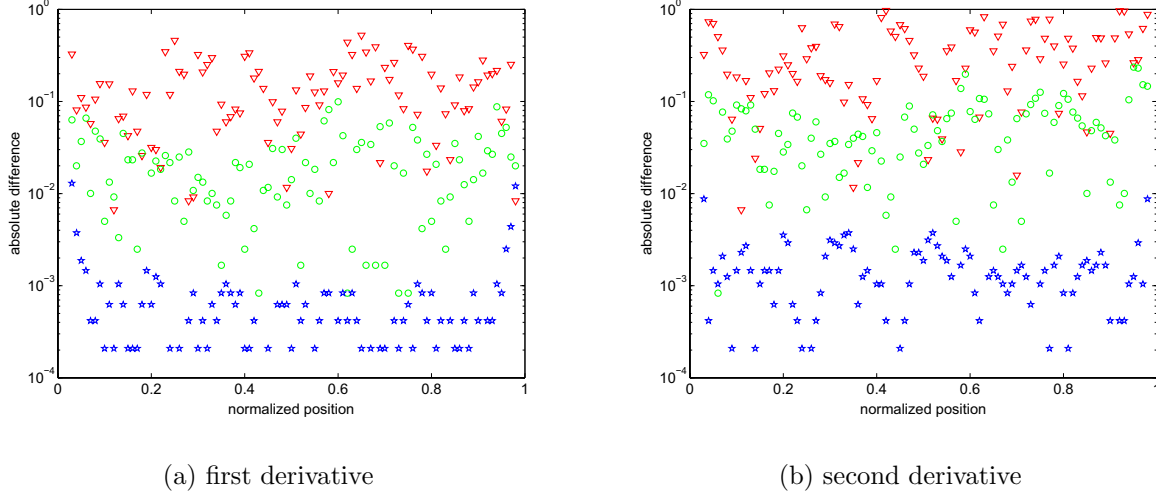 10^0
10^-1
10^-2
10^-3
10^-4
absolute difference
0 0.2 0.4 0.6 0.8 1
normalized position
(a) first derivative
10^0
10^-1
10^-2
10^-3
10^-4
absolute difference
0 0.2 0.4 0.6 0.8 1
normalized position
(b) second derivative